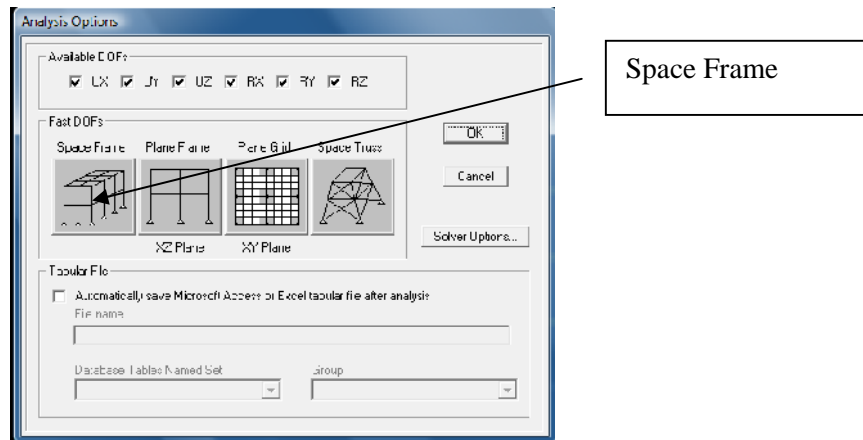 Analysis Options
Available DOFs
UX UY UZ RX RY RZ
Fast DOFs
Space Frame Plane Frame Plane Grid Space Truss
XZ Plane XY Plane
OK
Cancel
Solver Options...
Tabular File
Automatically save Microsoft Access or Excel tabular file after analysis
File name
Database Tables Named Set Group
Space Frame